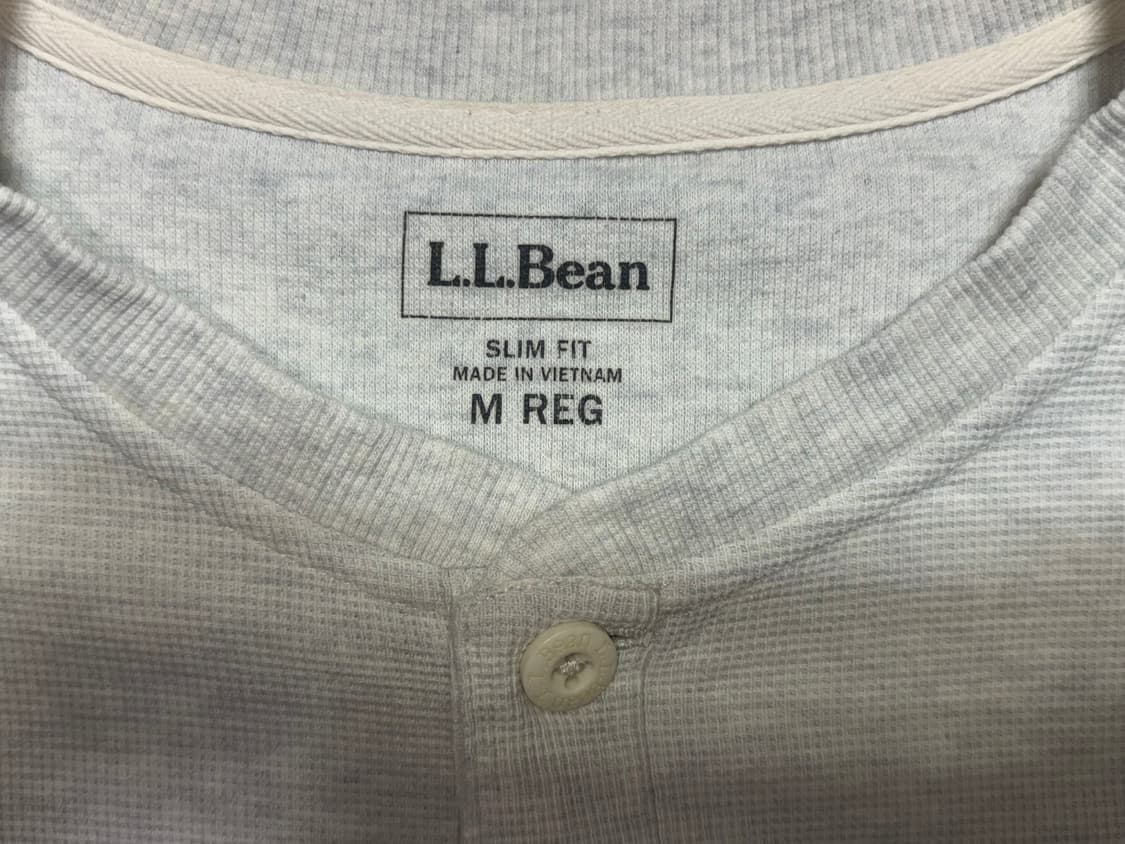 L.L.Bean
SLIM FIT
MADE IN VIETNAM
M REG